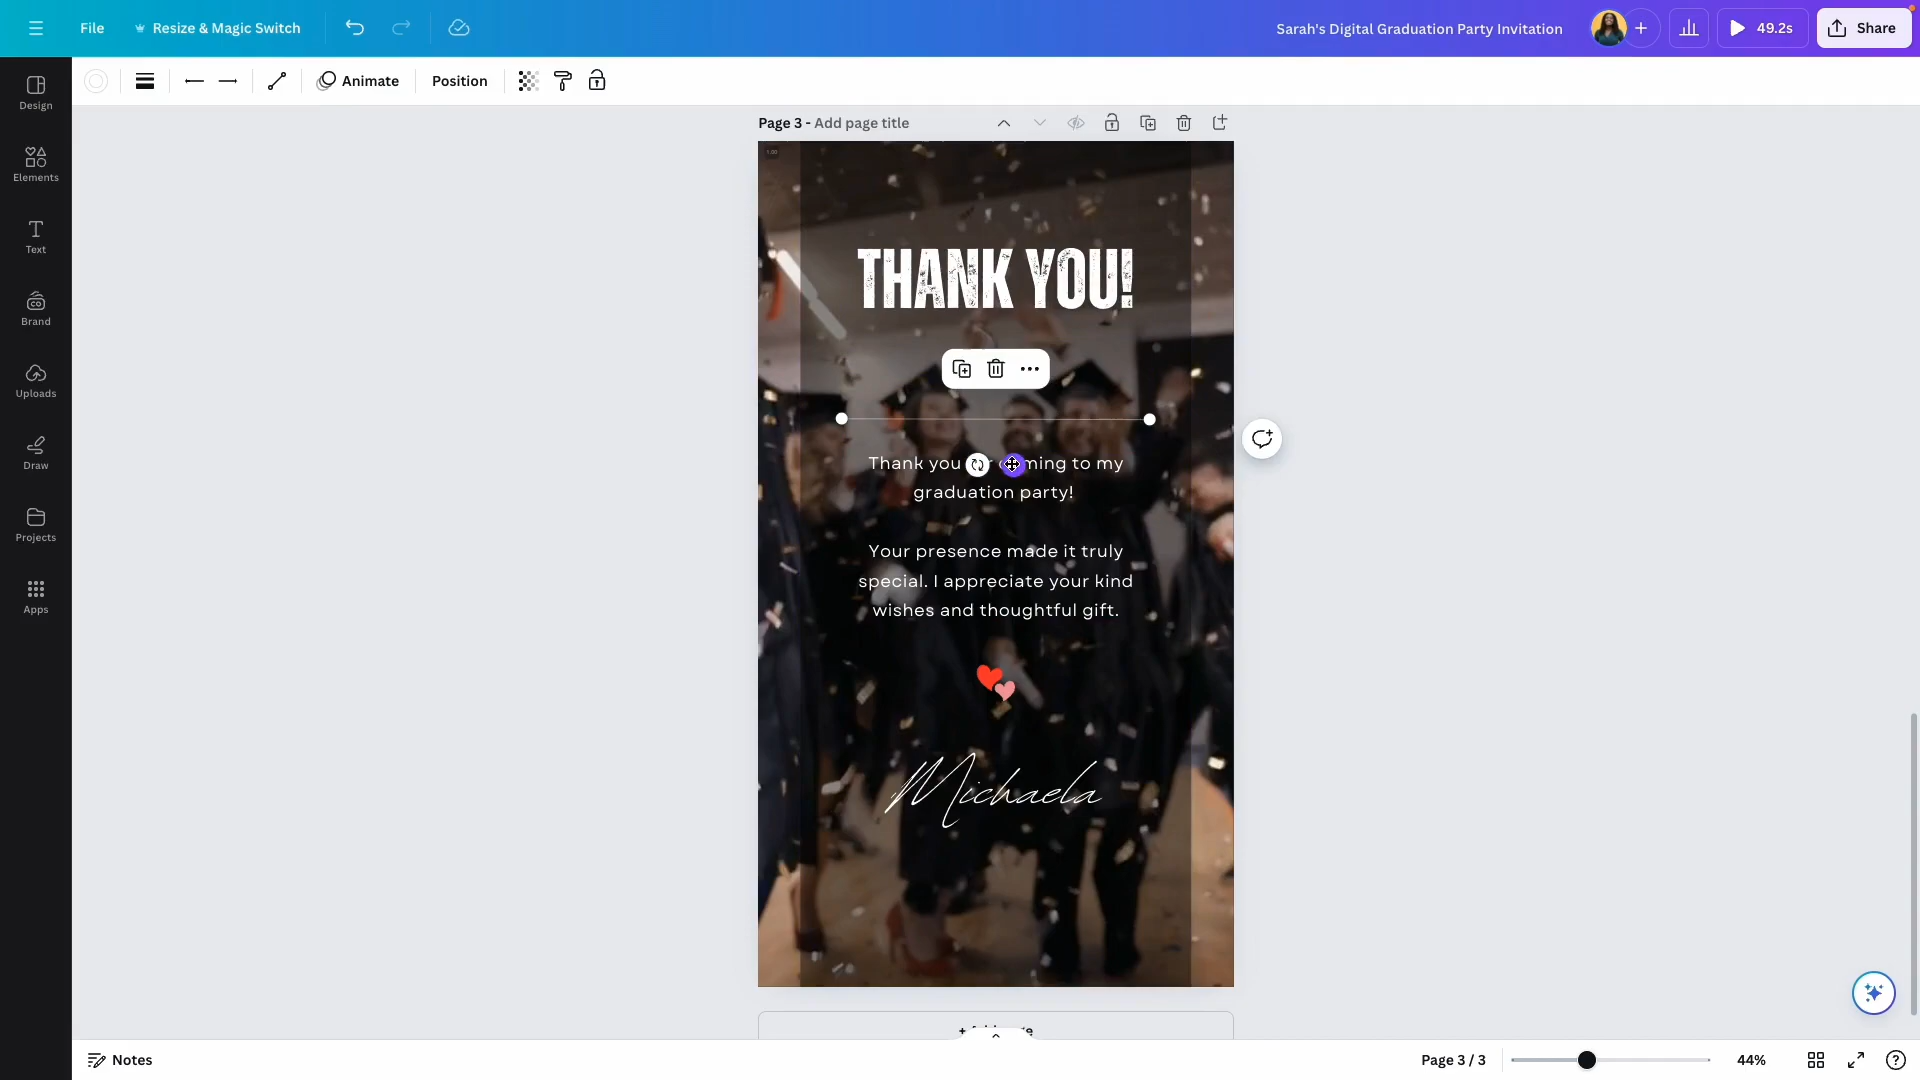 File
Resize & Magic Switch
Sarah's Digital Graduation Party Invitation
49.2s
Share
Animate
Position
Design
Elements
Text
Brand
Uploads
Draw
Projects
Apps
Page 3 - Add page title
THANK YOU!
Thank you coming to my
graduation party!
Your presence made it truly
special. I appreciate your kind
wishes and thoughtful gift.
Michaela
Notes
Page 3 / 3
44%